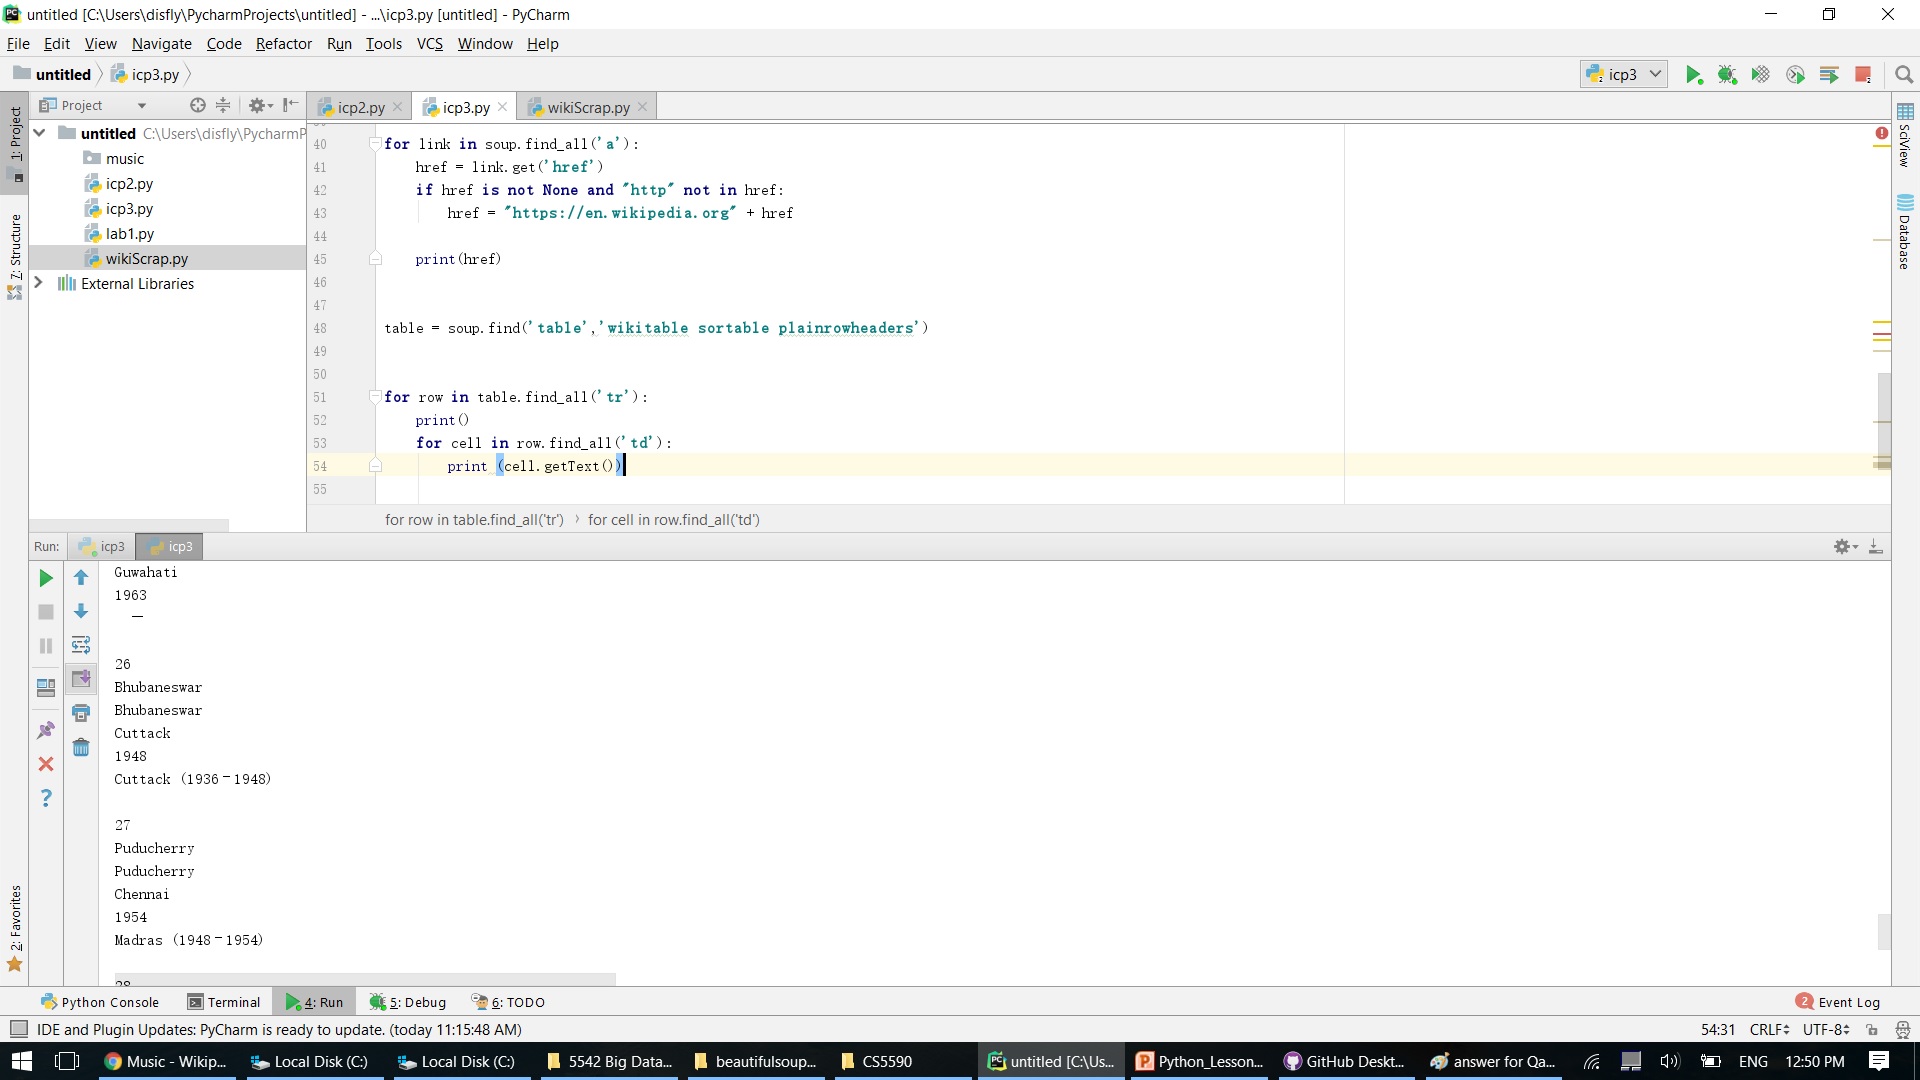 untitled [C:\Users\disfly\PycharmProjects\untitled] - ...\icp3.py [untitled] - PyCharm
File Edit View Navigate Code Refactor Run Tools VCS Window Help
untitled icp3.py icp3
Project icp2.py icp3.py wikiScrap.py
1: Project
7: Structure
2: Favorites
SciView
Database
untitled C:\Users\disfly\PycharmP
music
icp2.py
icp3.py
lab1.py
wikiScrap.py
External Libraries
40 for link in soup.find_all('a'):
41 href = link.get('href')
42 if href is not None and "http" not in href:
43 href = "https://en.wikipedia.org" + href
44
45 print(href)
46
47
48 table = soup.find('table','wikitable sortable plainrowheaders')
49
50
51 for row in table.find_all('tr'):
52 print()
53 for cell in row.find_all('td'):
54 print (cell.getText())
55
for row in table.find_all('tr') › for cell in row.find_all('td')
Run: icp3 icp3
Guwahati
1963
—
26
Bhubaneswar
Bhubaneswar
Cuttack
1948
Cuttack (1936–1948)
27
Puducherry
Puducherry
Chennai
1954
Madras (1948–1954)
28
Python Console Terminal 4: Run 5: Debug 6: TODO 2 Event Log
IDE and Plugin Updates: PyCharm is ready to update. (today 11:15:48 AM) 54:31 CRLF UTF-8
Music - Wikip... Local Disk (C:) Local Disk (C:) 5542 Big Data... beautifulsoup... CS5590 untitled [C:\Us... Python_Lesson... GitHub Deskt... answer for Qa... ENG 12:50 PM